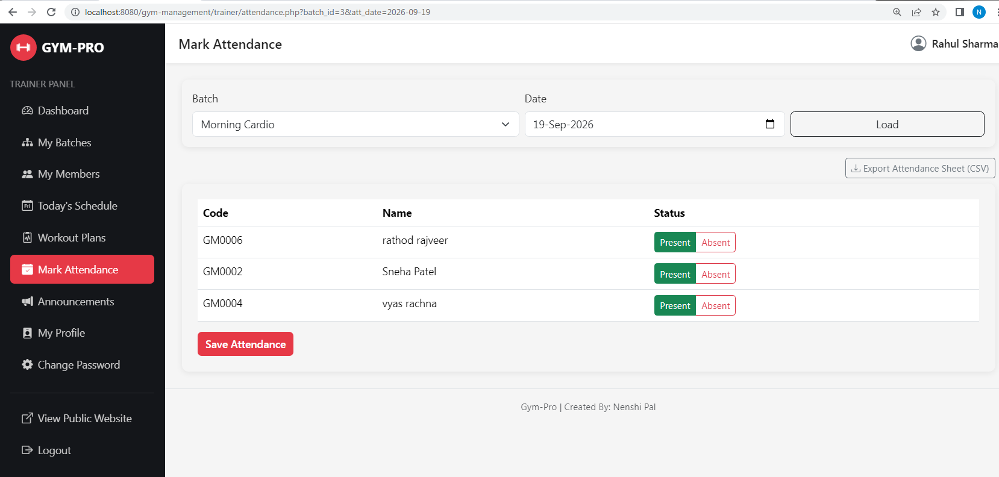 localhost:8080/gym-management/trainer/attendance.php?batch_id=3&att_date=2026-09-19
N
GYM-PRO
Mark Attendance
Rahul Sharma
TRAINER PANEL
Dashboard
My Batches
My Members
Fri
Today's Schedule
Workout Plans
Mark Attendance
Announcements
My Profile
Change Password
View Public Website
Logout
Batch Date
Morning Cardio 19-Sep-2026 Load
Export Attendance Sheet (CSV)
Code Name Status
GM0006 rathod rajveer Present Absent
GM0002 Sneha Patel Present Absent
GM0004 vyas rachna Present Absent
Save Attendance
Gym-Pro | Created By: Nenshi Pal